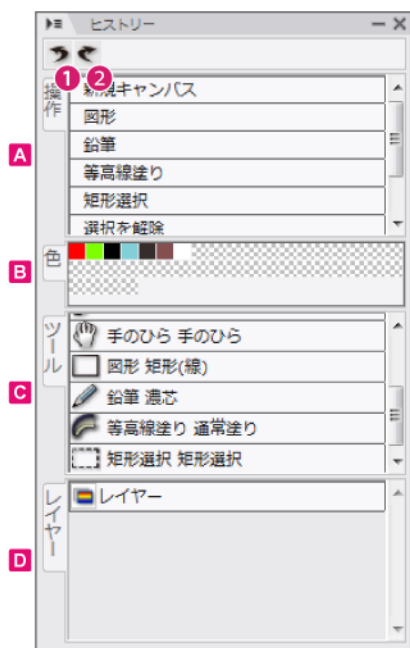 ヒストリー
1 2
操作
新規キャンバス
図形
鉛筆
等高線塗り
矩形選択
選択を解除
A
色
B
ツール
手のひら 手のひら
図形 矩形(線)
鉛筆 濃芯
等高線塗り 通常塗り
矩形選択 矩形選択
C
レイヤー
レイヤー
D